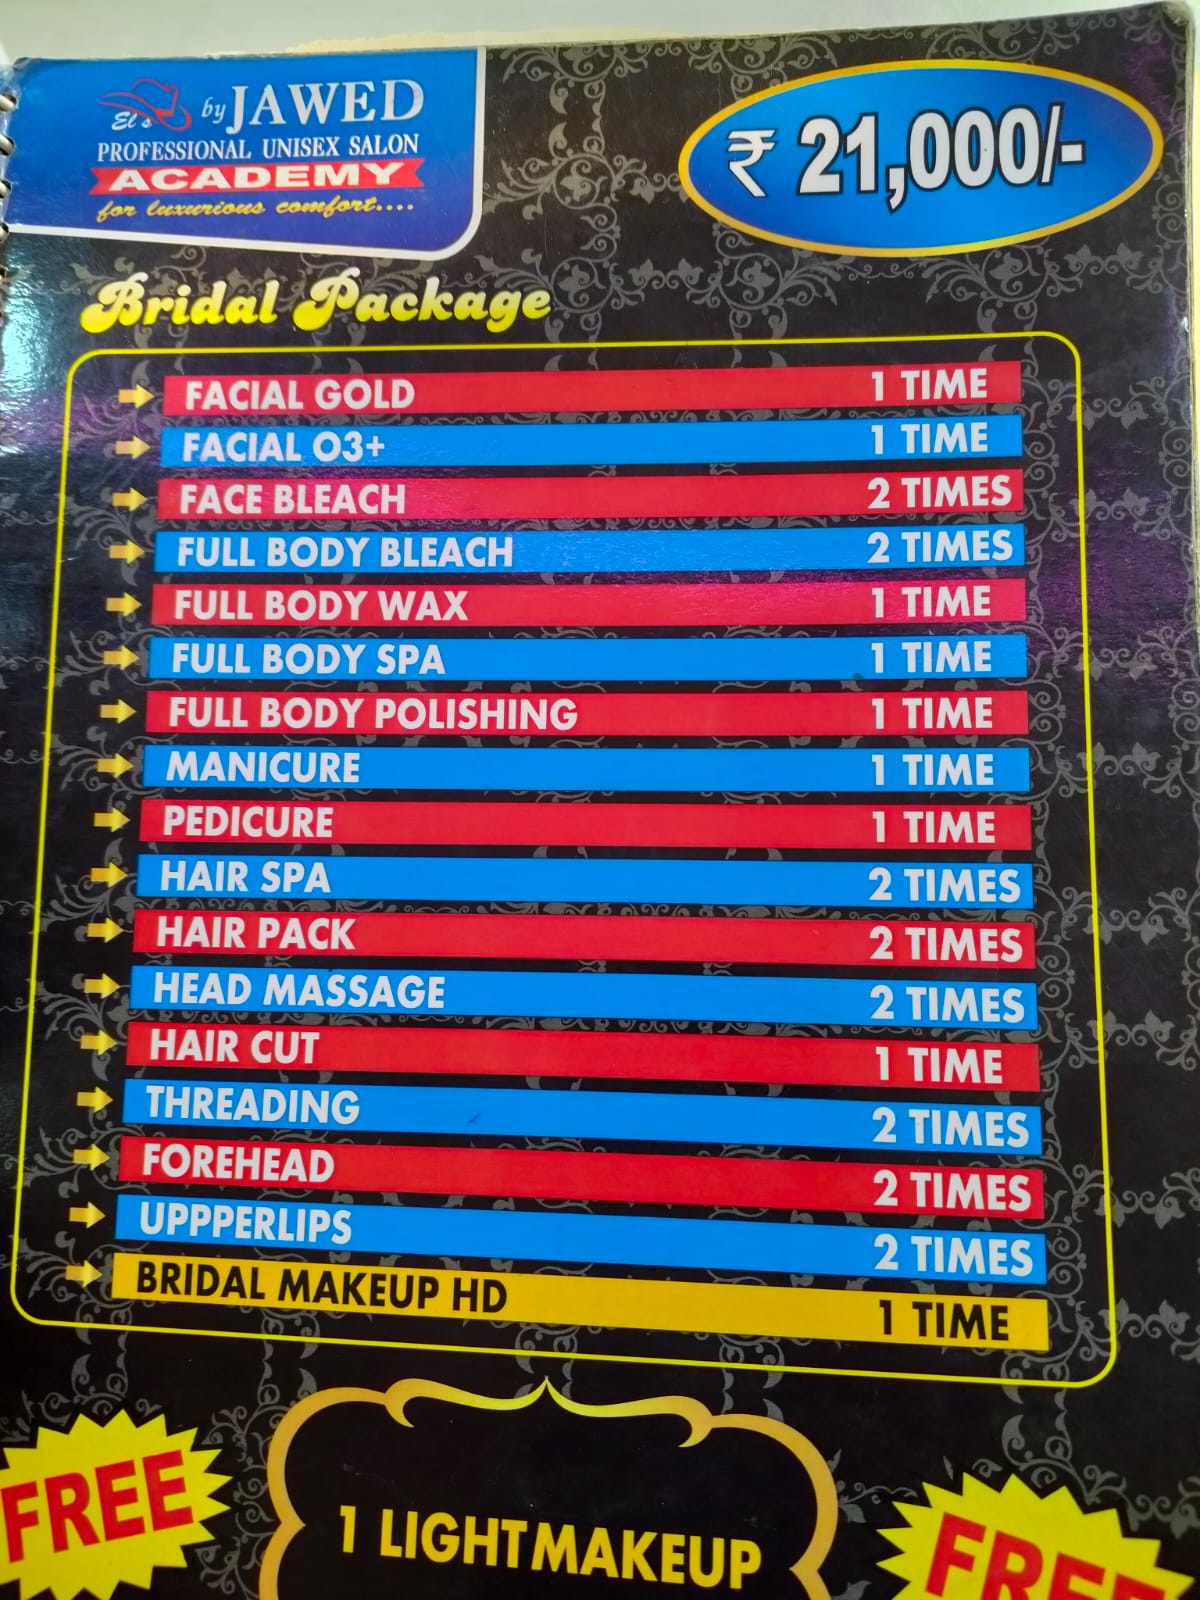 El's by JAWED
PROFESSIONAL UNISEX SALON
ACADEMY
for luxurious comfort....
₹ 21,000/-
Bridal Package
FACIAL GOLD 1 TIME
FACIAL O3+ 1 TIME
FACE BLEACH 2 TIMES
FULL BODY BLEACH 2 TIMES
FULL BODY WAX 1 TIME
FULL BODY SPA 1 TIME
FULL BODY POLISHING 1 TIME
MANICURE 1 TIME
PEDICURE 1 TIME
HAIR SPA 2 TIMES
HAIR PACK 2 TIMES
HEAD MASSAGE 2 TIMES
HAIR CUT 1 TIME
THREADING 2 TIMES
FOREHEAD 2 TIMES
UPPPERLIPS 2 TIMES
BRIDAL MAKEUP HD 1 TIME
FREE
1 LIGHT MAKEUP
FREE